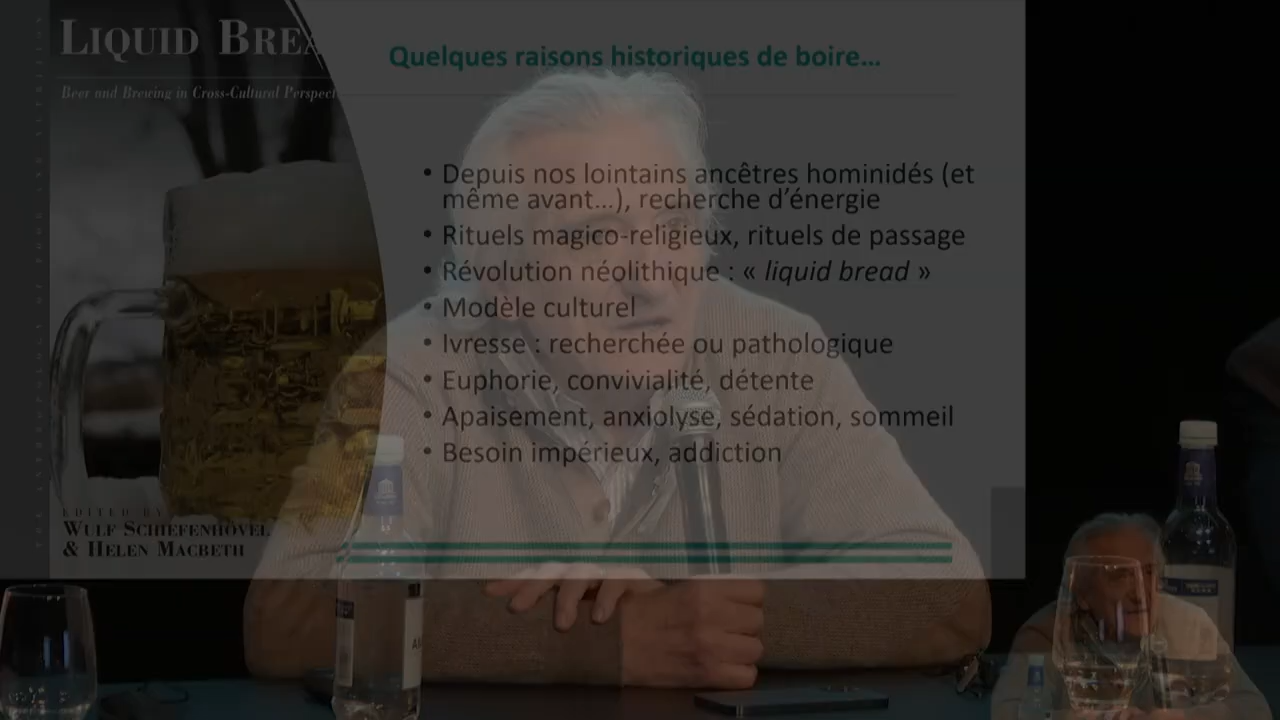 LIQUID BREA
Beer and Brewing in Cross-Cultural Perspect
EDITED BY
WULF SCHIEFENHÖVEL
& HELEN MACBETH
Quelques raisons historiques de boire…
• Depuis nos lointains ancêtres hominidés (et
même avant…), recherche d’énergie
• Rituels magico-religieux, rituels de passage
• Révolution néolithique : « liquid bread »
• Modèle culturel
• Ivresse : recherchée ou pathologique
• Euphorie, convivialité, détente
• Apaisement, anxiolyse, sédation, sommeil
• Besoin impérieux, addiction